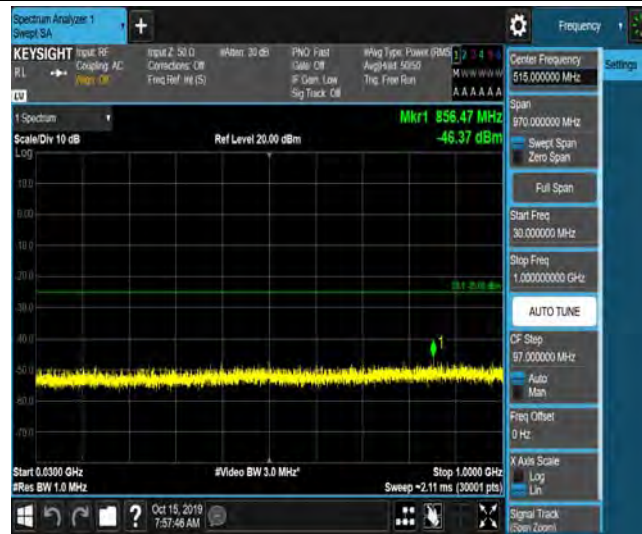 Spectrum Analyzer 1
Swept SA
+
Frequency
KEYSIGHT
Input: RF
Coupling: AC
Align: Off
Input Z: 50 Ω
Corrections: Off
Freq Ref: Int (S)
#Atten: 30 dB
PNO: Fast
Gate: Off
IF Gain: Low
Sig Track: Off
#Avg Type: Power (RMS)
Avg|Hold: 50/50
Trig: Free Run
1 2 3 4 5 6
M W W W W W
A A A A A A
RL
LV
1 Spectrum
Scale/Div 10 dB
Log
Ref Level 20.00 dBm
Mkr1 856.47 MHz
-46.37 dBm
10.0
0.00
-10.0
-20.0
-30.0
-40.0
-50.0
-60.0
-70.0
1
Start 0.0300 GHz
#Res BW 1.0 MHz
#Video BW 3.0 MHz*
Stop 1.0000 GHz
Sweep ~2.11 ms (30001 pts)
Oct 15, 2019
7:57:46 AM
Center Frequency
515.000000 MHz
Settings
Span
970.000000 MHz
Swept Span
Zero Span
Full Span
Start Freq
30.000000 MHz
Stop Freq
1.000000000 GHz
AUTO TUNE
CF Step
97.000000 MHz
Auto
Man
Freq Offset
0 Hz
X Axis Scale
Log
Lin
Signal Track
(Span Zoom)